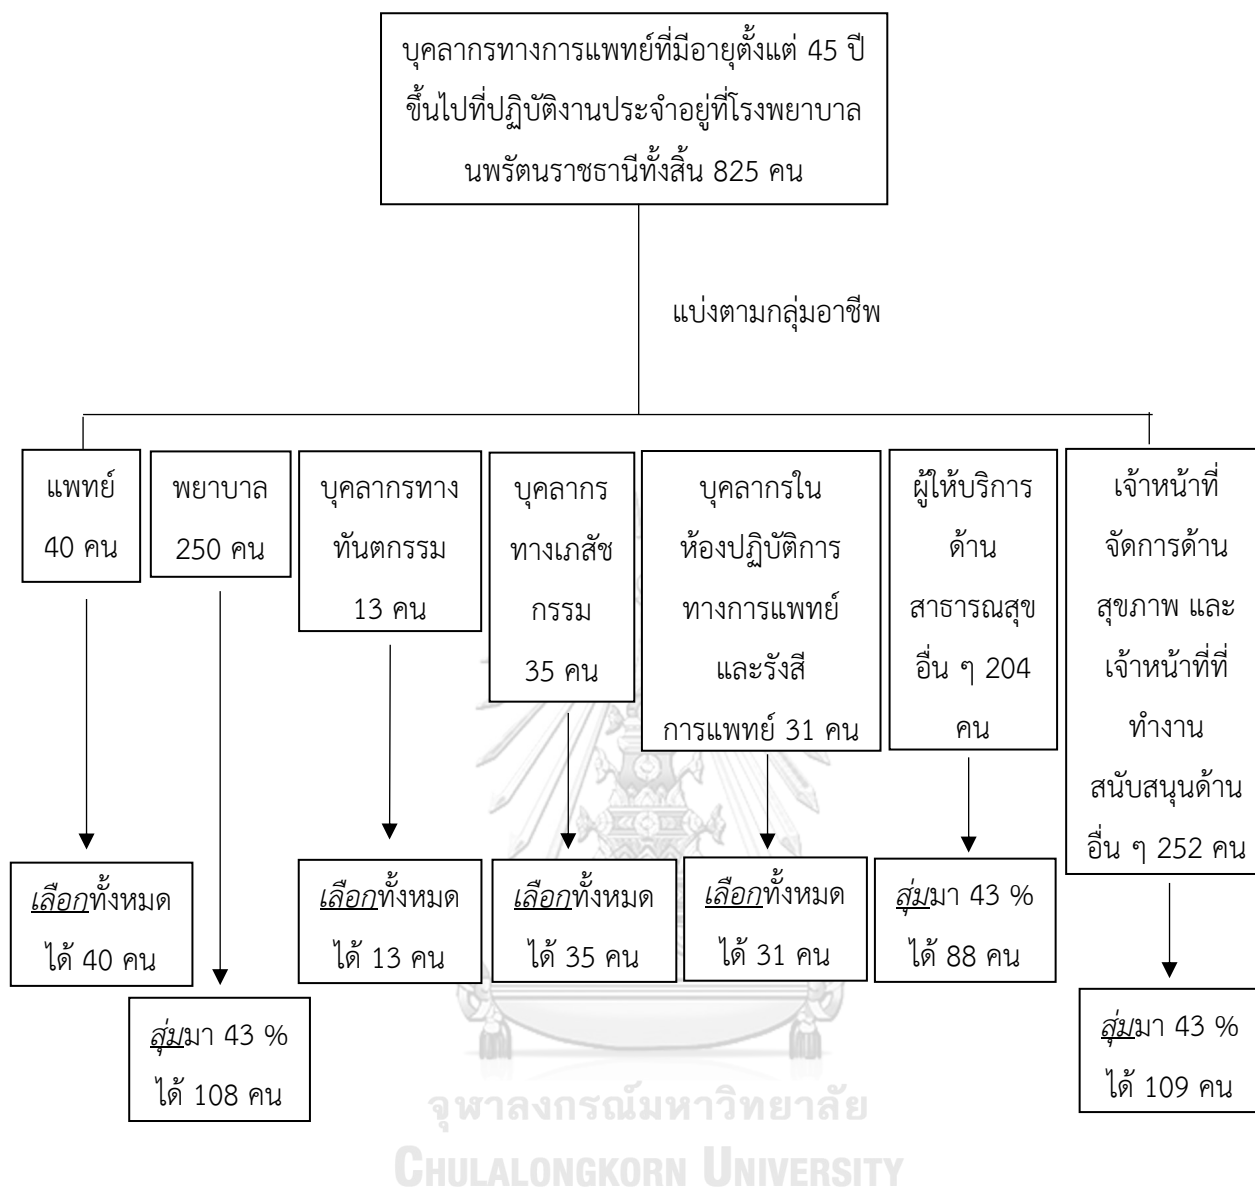 บุคลากรทางการแพทย์ที่มีอายุตั้งแต่ 45 ปี
ขึ้นไปที่ปฏิบัติงานประจำอยู่ที่โรงพยาบาล
นพรัตนราชธานีทั้งสิ้น 825 คน
แบ่งตามกลุ่มอาชีพ
แพทย์
40 คน
พยาบาล
250 คน
บุคลากรทาง
ทันตกรรม
13 คน
บุคลากร
ทางเภสัช
กรรม
35 คน
บุคลากรใน
ห้องปฏิบัติการ
ทางการแพทย์
และรังสี
การแพทย์ 31 คน
ผู้ให้บริการ
ด้าน
สาธารณสุข
อื่น ๆ 204
คน
เจ้าหน้าที่
จัดการด้าน
สุขภาพ และ
เจ้าหน้าที่ที่
ทำงาน
สนับสนุนด้าน
อื่น ๆ 252 คน
เลือกทั้งหมด
ได้ 40 คน
สุ่มมา 43 %
ได้ 108 คน
เลือกทั้งหมด
ได้ 13 คน
เลือกทั้งหมด
ได้ 35 คน
เลือกทั้งหมด
ได้ 31 คน
สุ่มมา 43 %
ได้ 88 คน
สุ่มมา 43 %
ได้ 109 คน
จุฬาลงกรณ์มหาวิทยาลัย
CHULALONGKORN UNIVERSITY